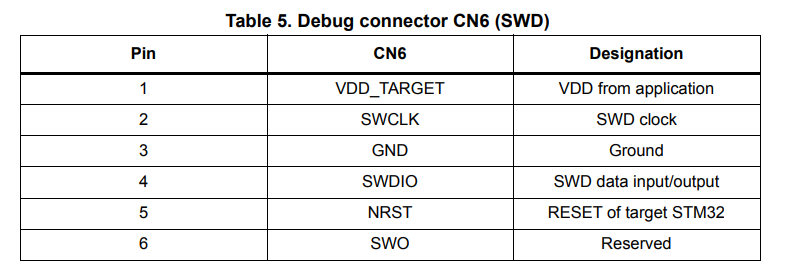 Table 5. Debug connector CN6 (SWD)
Pin CN6 Designation
1 VDD_TARGET VDD from application
2 SWCLK SWD clock
3 GND Ground
4 SWDIO SWD data input/output
5 NRST RESET of target STM32
6 SWO Reserved